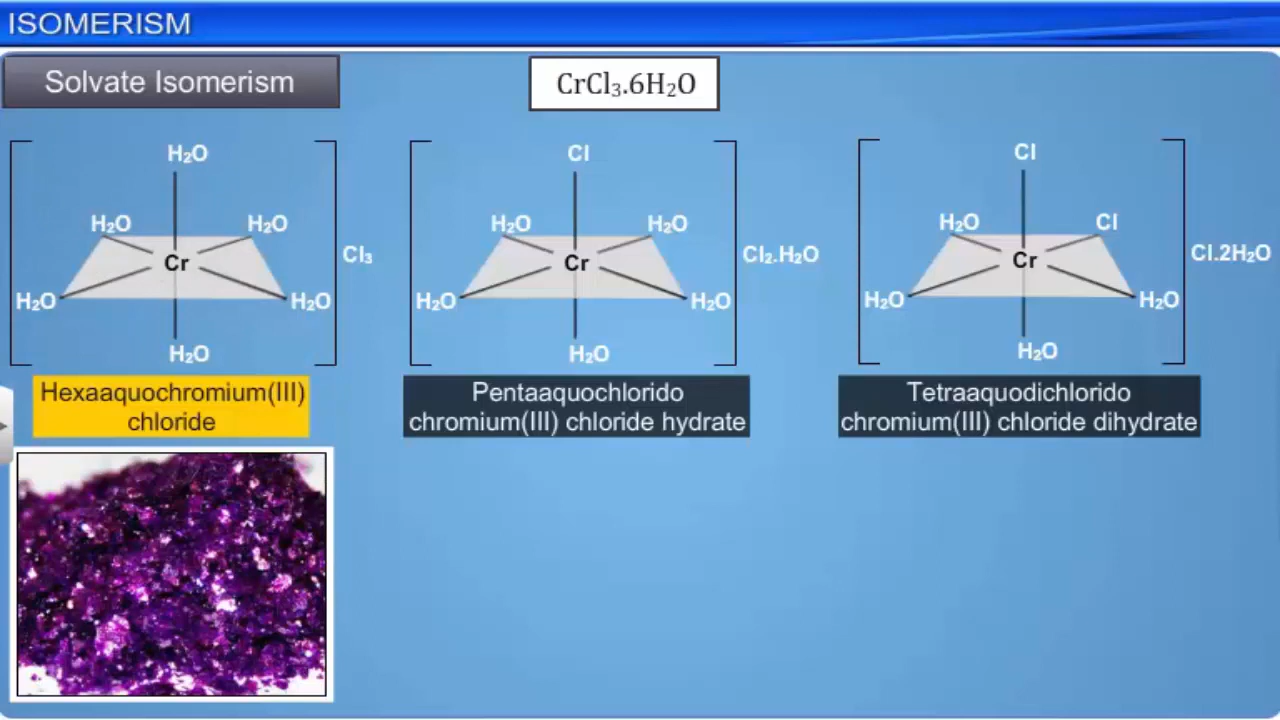 ISOMERISM
Solvate Isomerism
CrCl₃.6H₂O
H₂O
H₂O H₂O
Cr
H₂O H₂O
H₂O
Cl₃
Hexaaquochromium(III)
chloride
Cl
H₂O H₂O
Cr
H₂O H₂O
H₂O
Cl₂.H₂O
Pentaaquochlorido
chromium(III) chloride hydrate
Cl
H₂O Cl
Cr
H₂O H₂O
H₂O
Cl.2H₂O
Tetraaquodichlorido
chromium(III) chloride dihydrate